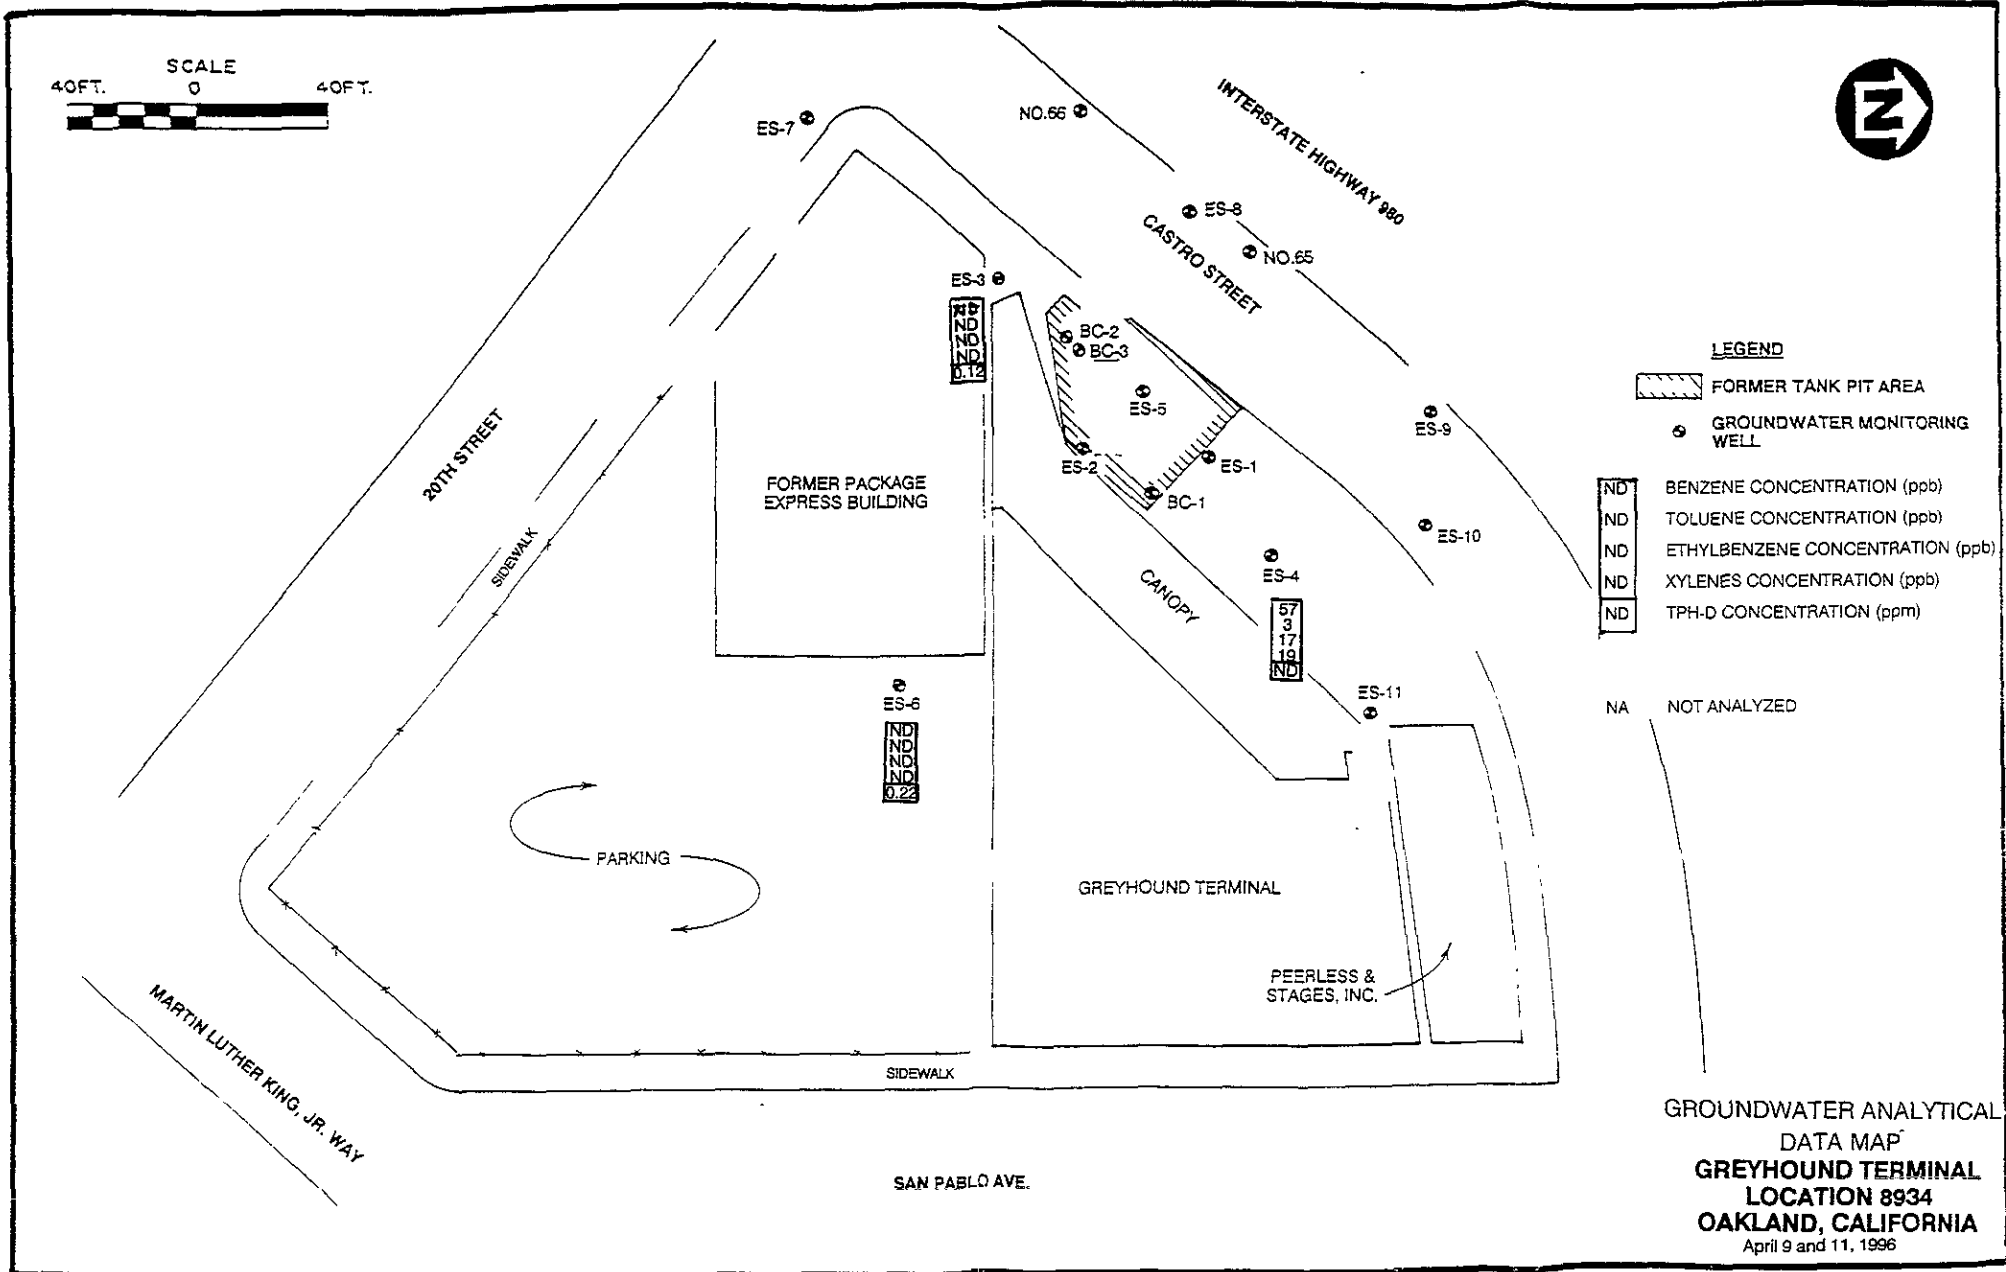 SCALE
40FT. 0 40FT.
N
ES-7
NO.66
INTERSTATE HIGHWAY 980
ES-8
CASTRO STREET
NO.65
ES-3
ND
ND
ND
0.12
BC-2
BC-3
ES-5
ES-2
ES-1
BC-1
ES-9
ES-10
20TH STREET
SIDEWALK
FORMER PACKAGE
EXPRESS BUILDING
CANOPY
ES-4
57
3
17
19
ND
ES-11
ES-6
ND
ND
ND
ND
0.22
PARKING
GREYHOUND TERMINAL
PEERLESS &
STAGES, INC.
SIDEWALK
MARTIN LUTHER KING, JR. WAY
SAN PABLO AVE.
LEGEND
FORMER TANK PIT AREA
GROUNDWATER MONITORING
WELL
ND BENZENE CONCENTRATION (ppb)
ND TOLUENE CONCENTRATION (ppb)
ND ETHYLBENZENE CONCENTRATION (ppb)
ND XYLENES CONCENTRATION (ppb)
ND TPH-D CONCENTRATION (ppm)
NA NOT ANALYZED
GROUNDWATER ANALYTICAL
DATA MAP
GREYHOUND TERMINAL
LOCATION 8934
OAKLAND, CALIFORNIA
April 9 and 11, 1996